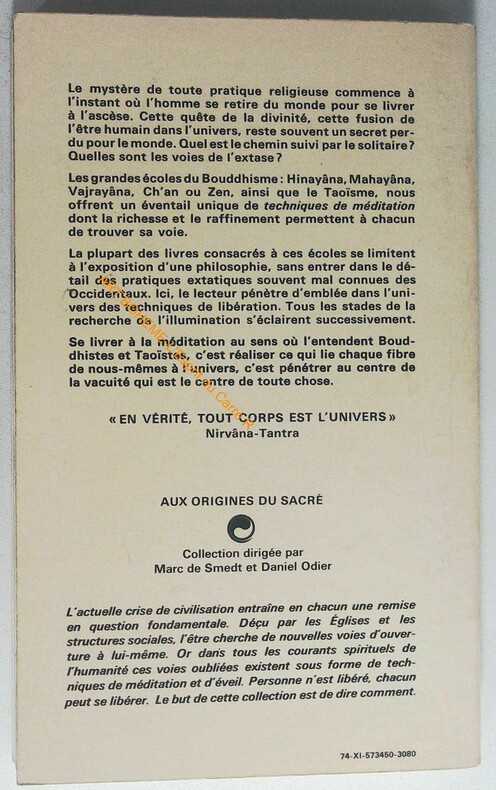 Le mystère de toute pratique religieuse commence à
l'instant où l'homme se retire du monde pour se livrer
à l'ascèse. Cette quête de la divinité, cette fusion de
l'être humain dans l'univers, reste souvent un secret per-
du pour le monde. Quel est le chemin suivi par le solitaire ?
Quelles sont les voies de l'extase ?
Les grandes écoles du Bouddhisme : Hinayâna, Mahayâna,
Vajrayâna, Ch'an ou Zen, ainsi que le Taoïsme, nous
offrent un éventail unique de techniques de méditation
dont la richesse et le raffinement permettent à chacun
de trouver sa voie.
La plupart des livres consacrés à ces écoles se limitent
à l'exposition d'une philosophie, sans entrer dans le dé-
tail des pratiques extatiques souvent mal connues des
Occidentaux. Ici, le lecteur pénètre d'emblée dans l'uni-
vers des techniques de libération. Tous les stades de la
recherche de l'illumination s'éclairent successivement.
Se livrer à la méditation au sens où l'entendent Boud-
dhistes et Taoïstes, c'est réaliser ce qui lie chaque fibre
de nous-mêmes à l'univers, c'est pénétrer au centre de
la vacuité qui est le centre de toute chose.
« EN VÉRITÉ, TOUT CORPS EST L'UNIVERS »
Nirvâna-Tantra
AUX ORIGINES DU SACRÉ
Collection dirigée par
Marc de Smedt et Daniel Odier
L'actuelle crise de civilisation entraîne en chacun une remise
en question fondamentale. Déçu par les Églises et les
structures sociales, l'être cherche de nouvelles voies d'ouver-
ture à lui-même. Or dans tous les courants spirituels de
l'humanité ces voies oubliées existent sous forme de tech-
niques de méditation et d'éveil. Personne n'est libéré, chacun
peut se libérer. Le but de cette collection est de dire comment.
74-XI-573450-3080